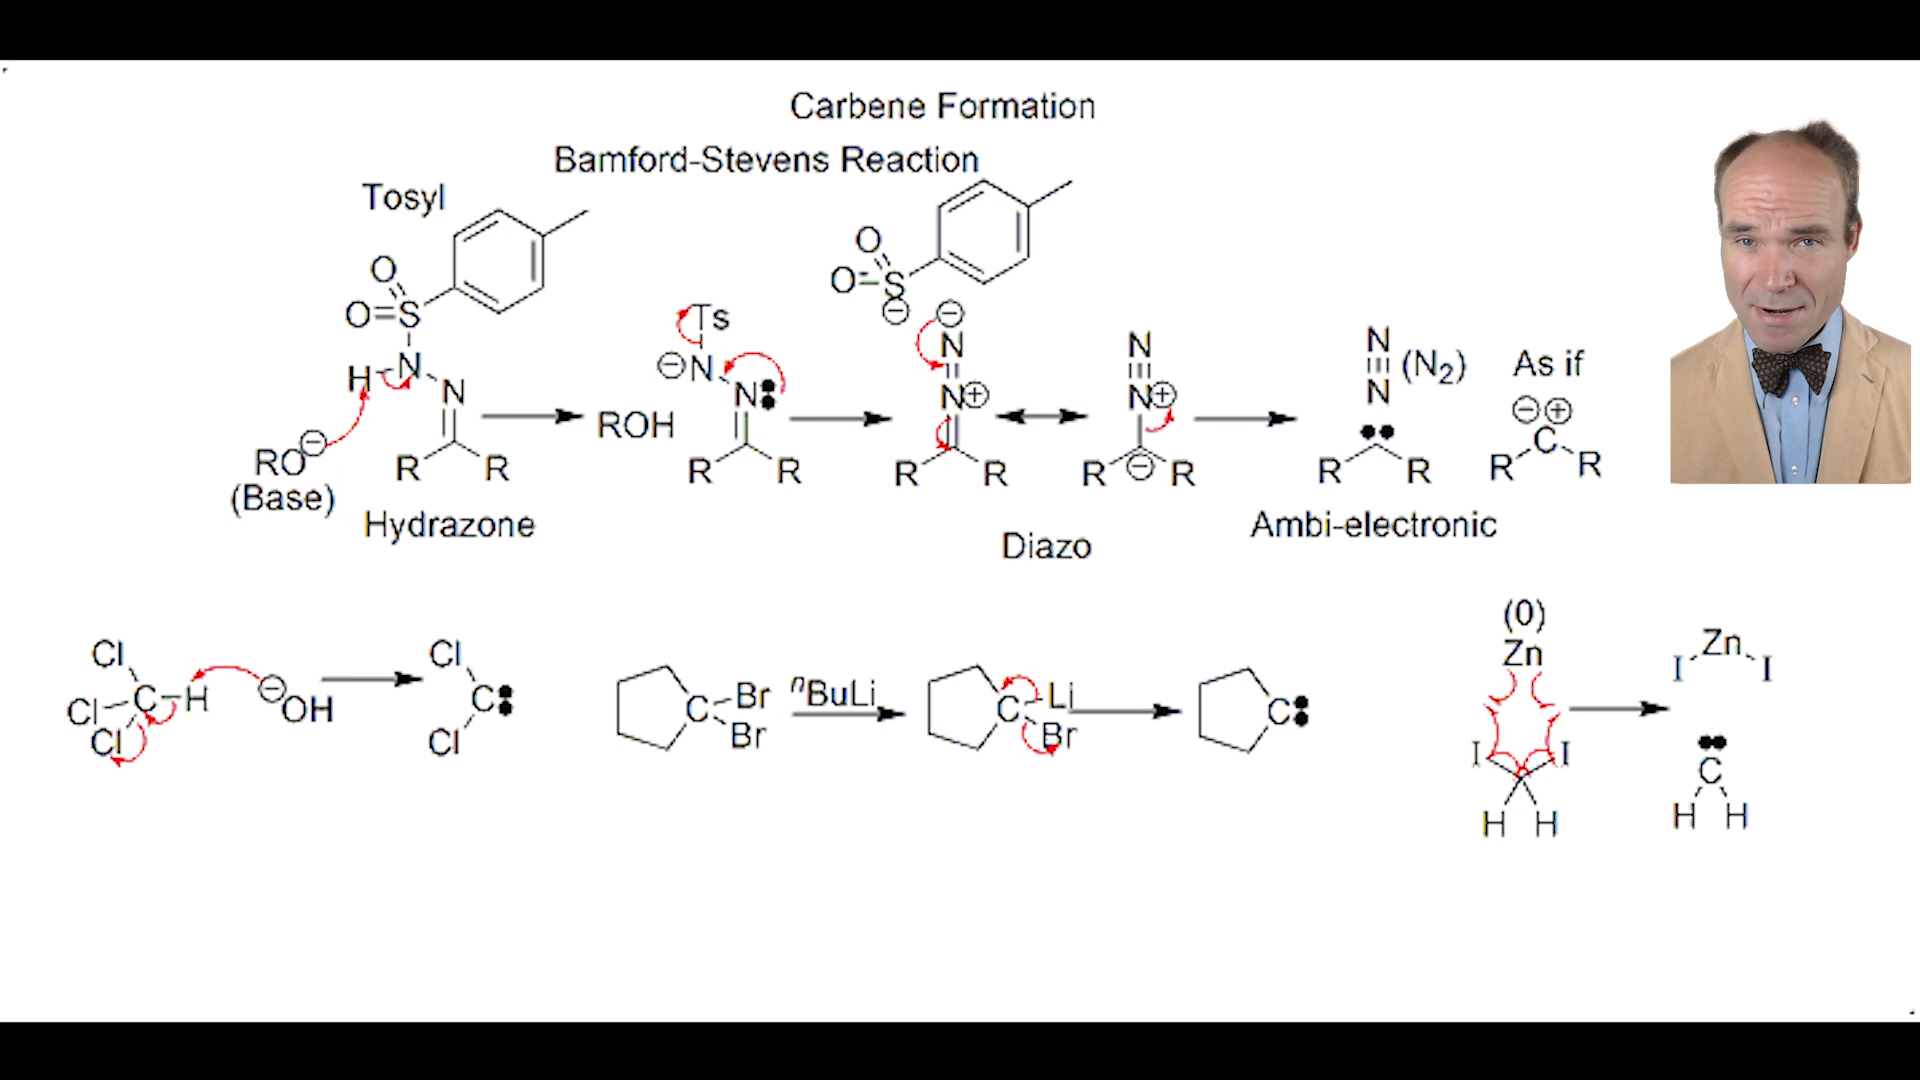 Carbene Formation
Bamford-Stevens Reaction
Tosyl
O
O=S
H N
N
RO⊖
(Base)
R R
Hydrazone
Ts
⊖N
N
ROH
R R
O
O-S
⊖
⊖
N
N⊕
R R
N
N⊕
R ⊖ R
Diazo
N
N (N₂)
R R
As if
⊖⊕
C
R R
Ambi-electronic
Cl
Cl C-H
Cl
⊖OH
Cl
C:
Cl
C Br
Br
ⁿBuLi
C Li
Br
C:
(0)
Zn
I I
H H
Zn
I I
C
H H